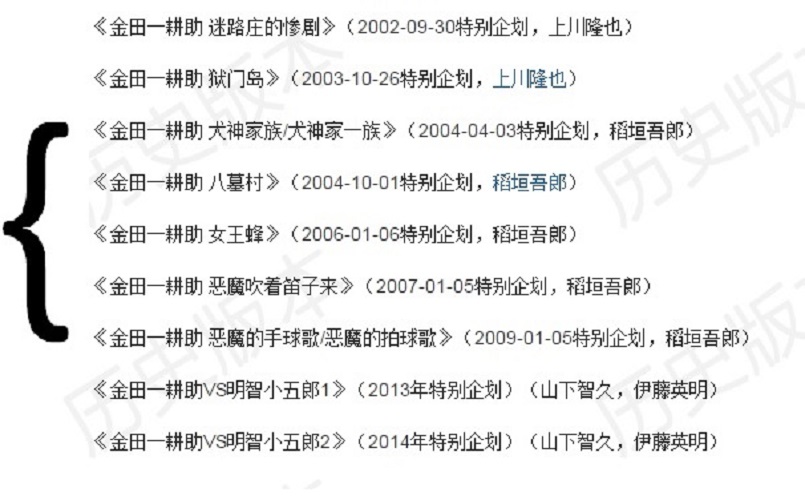 《金田一耕助 迷路庄的惨剧》（2002-09-30特别企划，上川隆也）
《金田一耕助 狱门岛》（2003-10-26特别企划，上川隆也）
《金田一耕助 犬神家族/犬神家一族》（2004-04-03特别企划，稻垣吾郎）
《金田一耕助 八墓村》（2004-10-01特别企划，稻垣吾郎）
《金田一耕助 女王蜂》（2006-01-06特别企划，稻垣吾郎）
《金田一耕助 恶魔吹着笛子来》（2007-01-05特别企划，稻垣吾郎）
《金田一耕助 恶魔的手球歌/恶魔的拍球歌》（2009-01-05特别企划，稻垣吾郎）
《金田一耕助VS明智小五郎1》（2013年特别企划）（山下智久，伊藤英明）
《金田一耕助VS明智小五郎2》（2014年特别企划）（山下智久，伊藤英明）
历史版本
历史版本
历史版本
历史版本